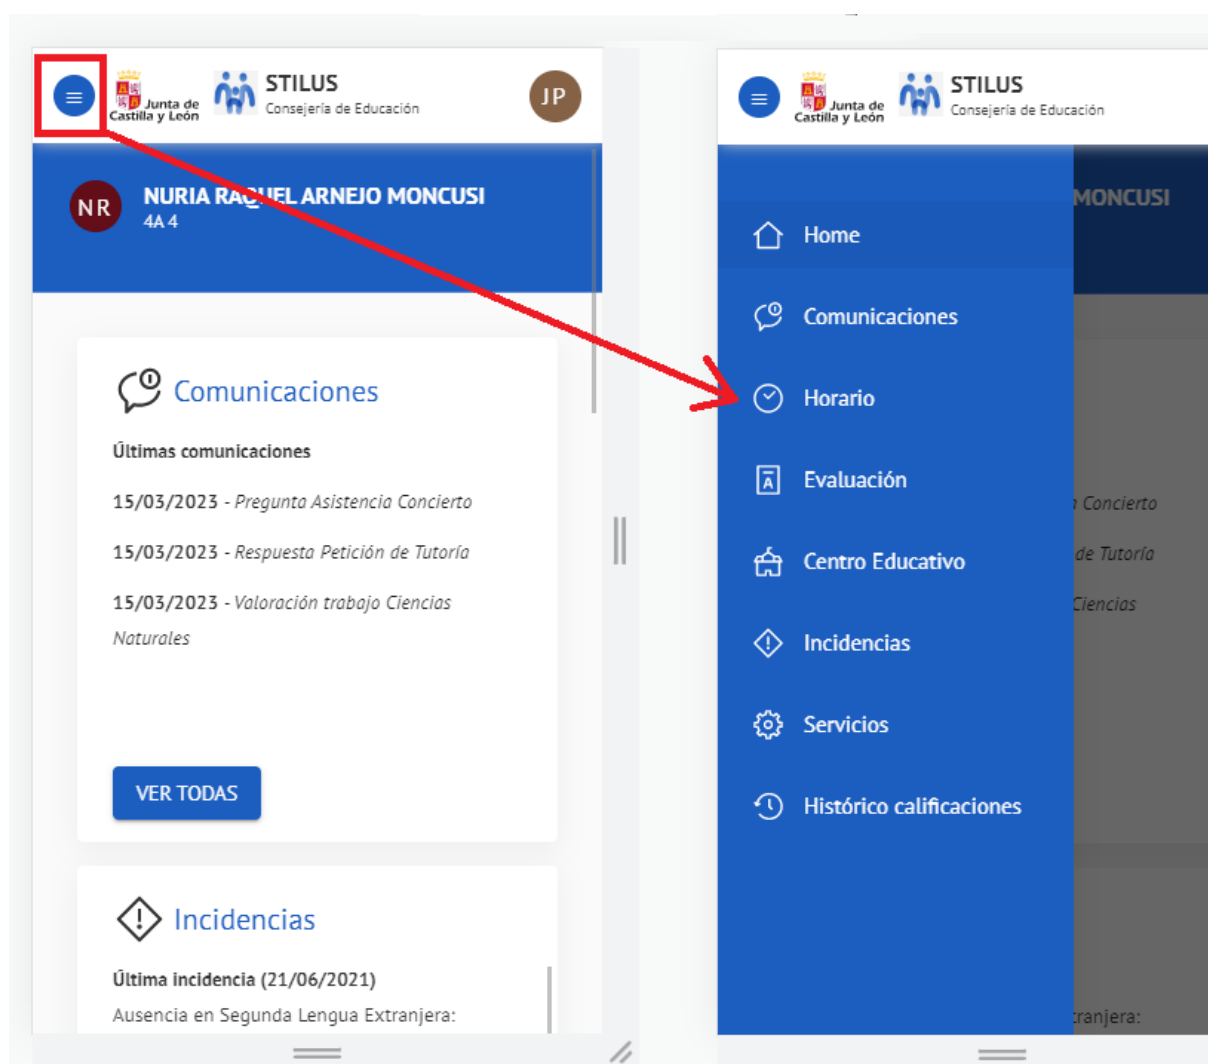 Junta de
Castilla y León
STILUS
Consejería de Educación
JP
NR
NURIA RAQUEL ARNEJO MONCUSI
4A 4
Comunicaciones
Últimas comunicaciones
15/03/2023 - Pregunta Asistencia Concierto
15/03/2023 - Respuesta Petición de Tutoría
15/03/2023 - Valoración trabajo Ciencias
Naturales
VER TODAS
Incidencias
Última incidencia (21/06/2021)
Ausencia en Segunda Lengua Extranjera:
Junta de
Castilla y León
STILUS
Consejería de Educación
MONCUSI
Home
Comunicaciones
Horario
Evaluación
Centro Educativo
Incidencias
Servicios
Histórico calificaciones
Concierto
de Tutoría
Ciencias
tranjera: